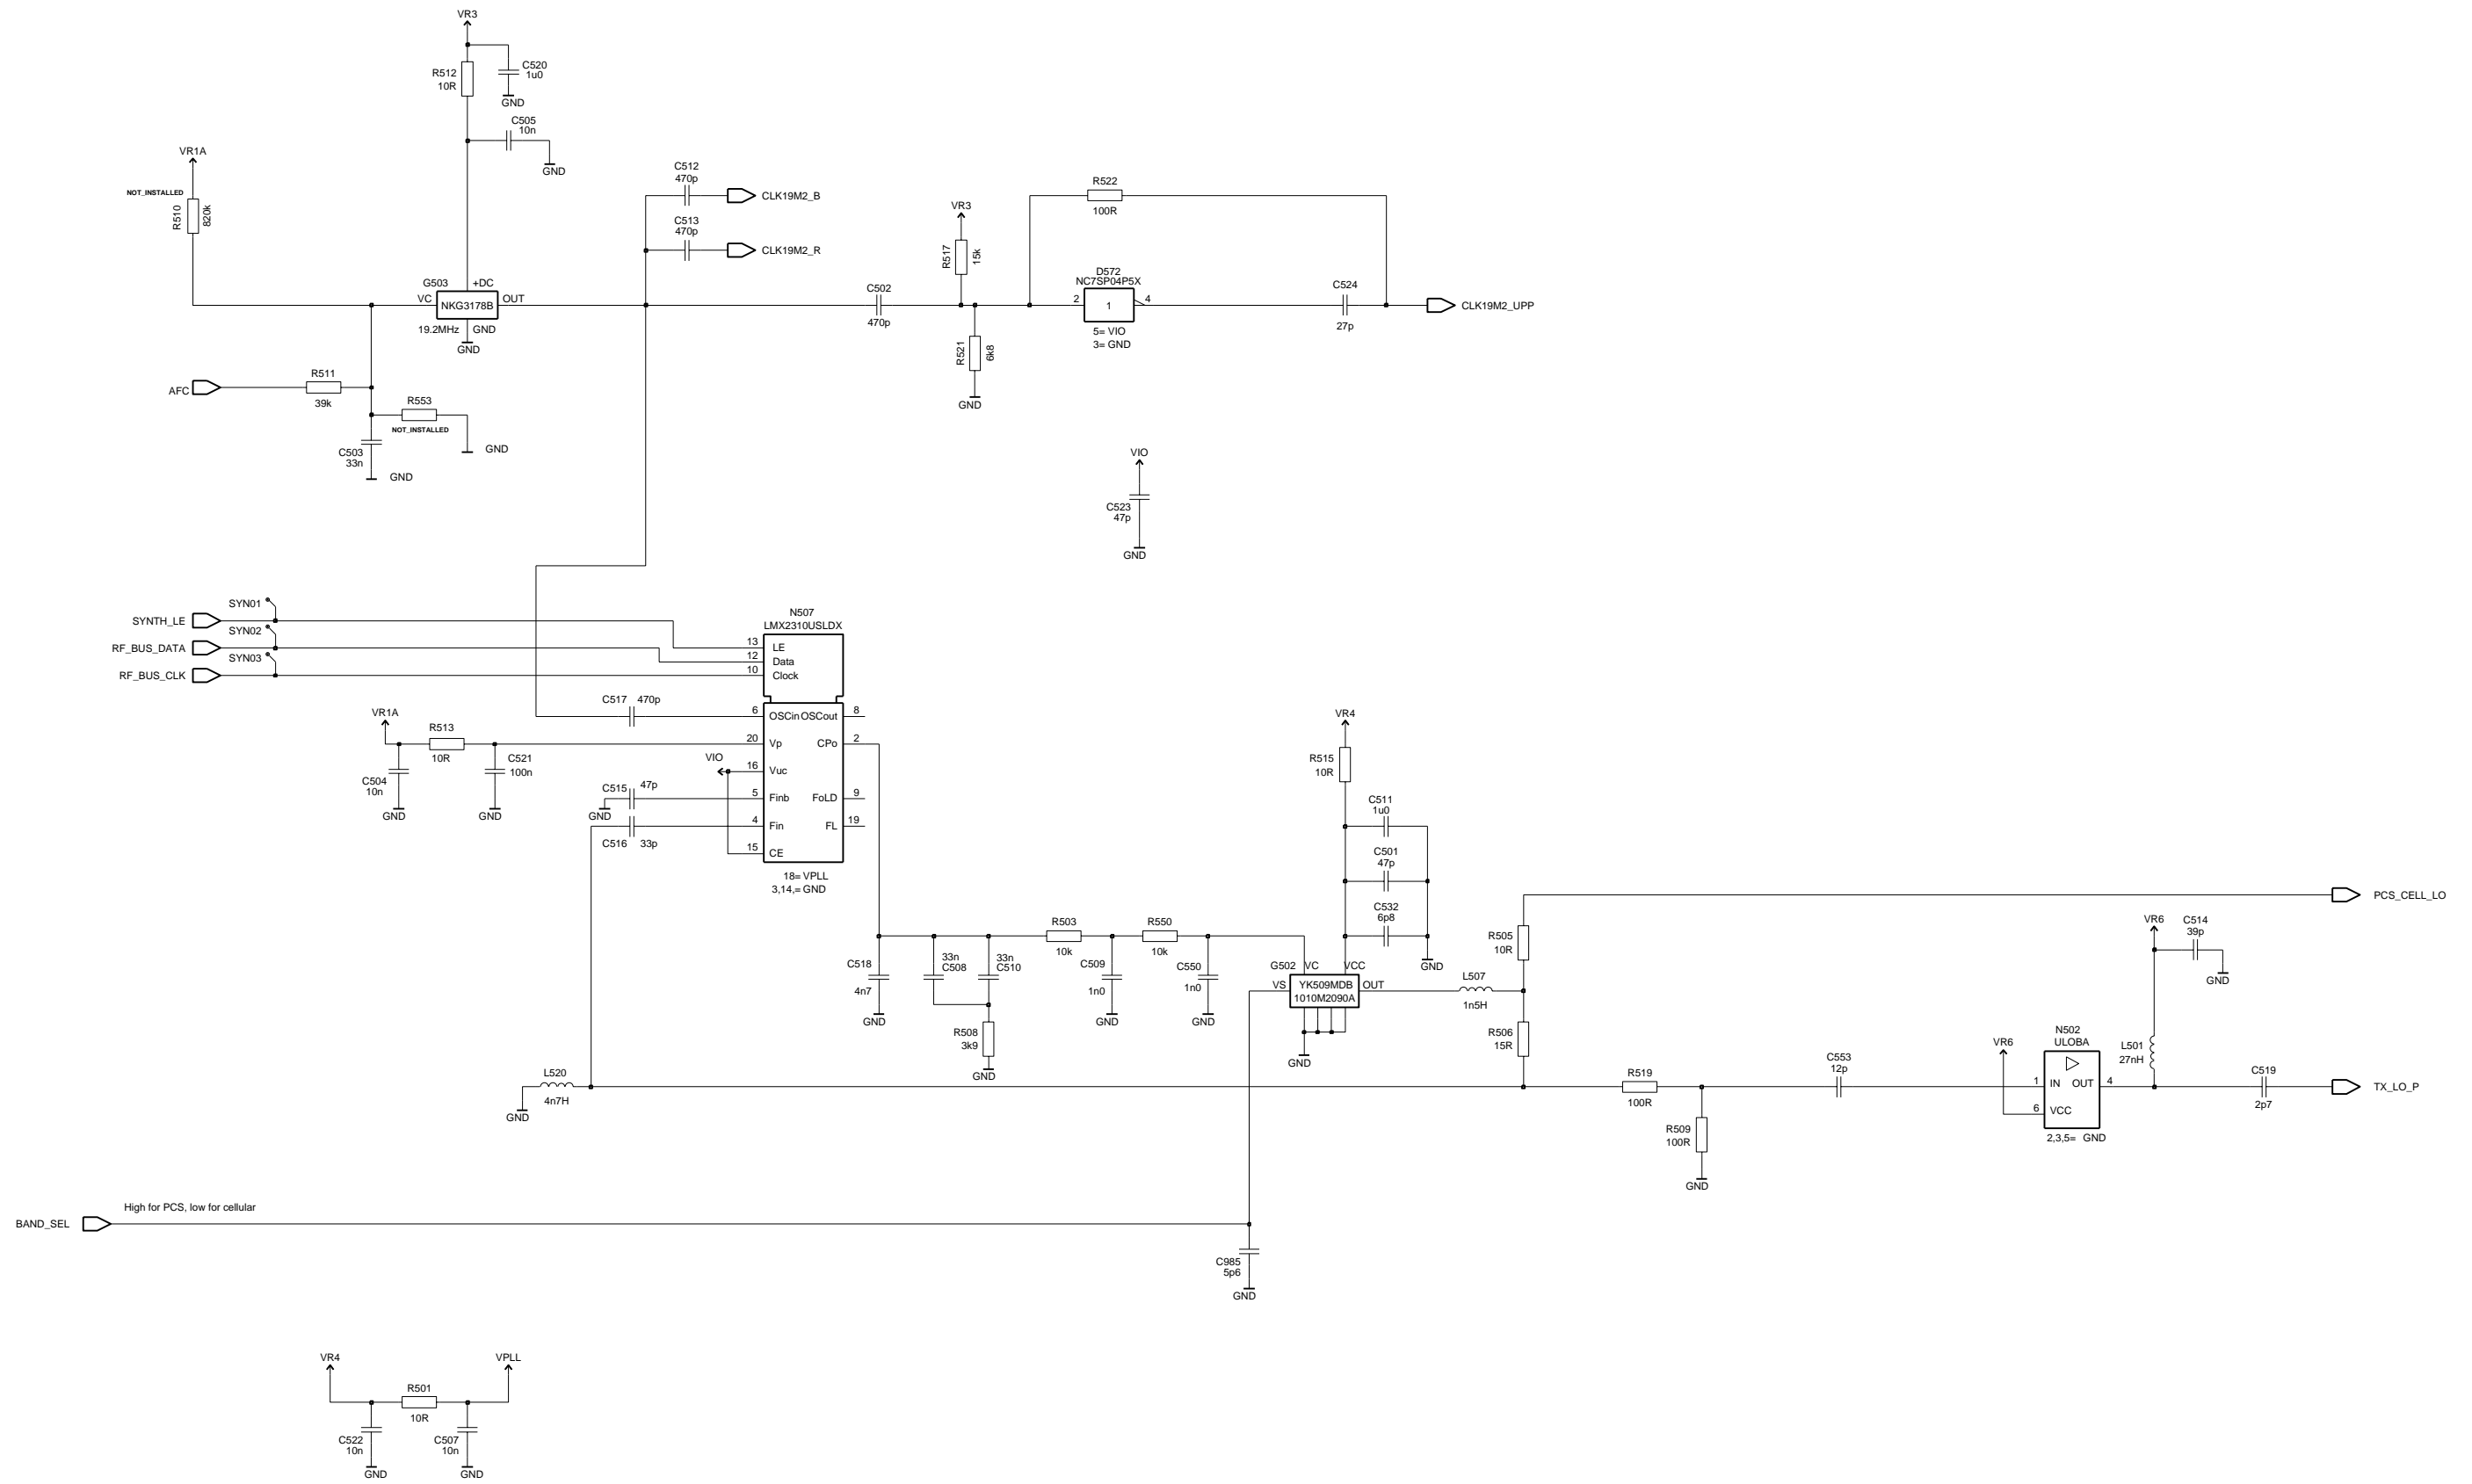 VR3
R512
10R
C520
1u0
GND
C505
10n
GND
VR1A
NOT_INSTALLED
R510
820k
C512
470p
CLK19M2_B
C513
470p
CLK19M2_R
R522
100R
VR3
R517
15k
G503
+DC
VC
NKG3178B
OUT
19.2MHz
GND
GND
C502
470p
D572
NC7SP04P5X
2
1
4
5= VIO
3= GND
C524
27p
CLK19M2_UPP
R521
6k8
GND
AFC
R511
39k
R553
NOT_INSTALLED
GND
C503
33n
GND
VIO
C523
47p
GND
SYNTH_LE
SYN01
RF_BUS_DATA
SYN02
RF_BUS_CLK
SYN03
N507
LMX2310USLDX
13
LE
12
Data
10
Clock
C517
470p
6
OSCin
OSCout
8
VR1A
R513
10R
20
Vp
CPo
2
C504
10n
GND
C521
100n
GND
VIO
16
Vuc
C515
47p
GND
5
Finb
FoLD
9
C516
33p
4
Fin
FL
19
15
CE
18= VPLL
3,14,= GND
VR4
R515
10R
C511
1u0
C501
47p
C532
6p8
GND
C518
4n7
GND
33n
C508
33n
C510
R508
3k9
GND
R503
10k
C509
1n0
GND
R550
10k
C550
1n0
GND
G502
VC
VCC
VS
YK509MDB
1010M2090A
OUT
GND
L507
1n5H
R505
10R
R506
15R
PCS_CELL_LO
VR6
C514
39p
GND
L501
27nH
L520
4n7H
GND
R519
100R
R509
100R
GND
C553
12p
VR6
N502
ULOBA
1
IN
OUT
4
6
VCC
2,3,5= GND
C519
2p7
TX_LO_P
High for PCS, low for cellular
BAND_SEL
C985
5p6
GND
VR4
VPLL
R501
10R
C522
10n
GND
C507
10n
GND